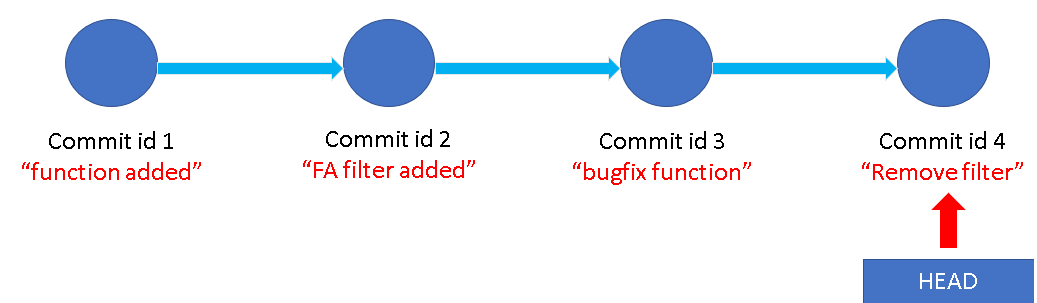 Commit id 1
“function added”
Commit id 2
“FA filter added”
Commit id 3
“bugfix function”
Commit id 4
“Remove filter”
HEAD